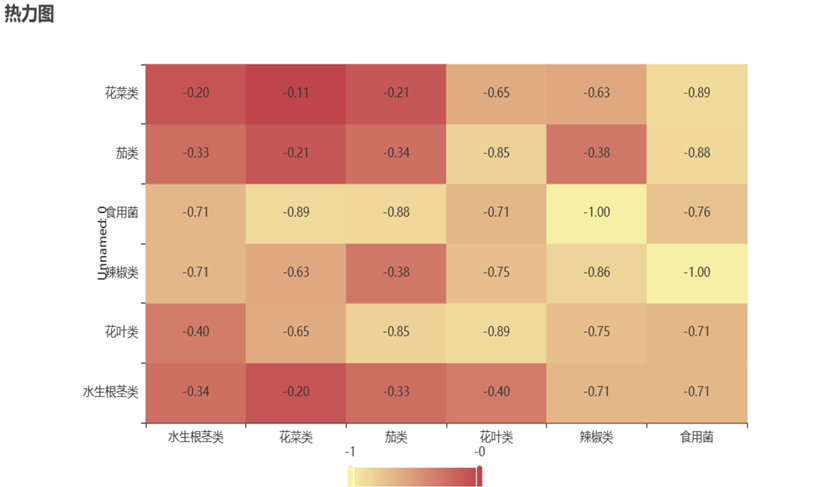 热力图
花菜类 -0.20 -0.11 -0.21 -0.65 -0.63 -0.89
茄类 -0.33 -0.21 -0.34 -0.85 -0.38 -0.88
食用菌 -0.71 -0.89 -0.88 -0.71 -1.00 -0.76
Unnamed: 0
辣椒类 -0.71 -0.63 -0.38 -0.75 -0.86 -1.00
花叶类 -0.40 -0.65 -0.85 -0.89 -0.75 -0.71
水生根茎类 -0.34 -0.20 -0.33 -0.40 -0.71 -0.71
水生根茎类 花菜类 茄类 花叶类 辣椒类 食用菌
-1 -0